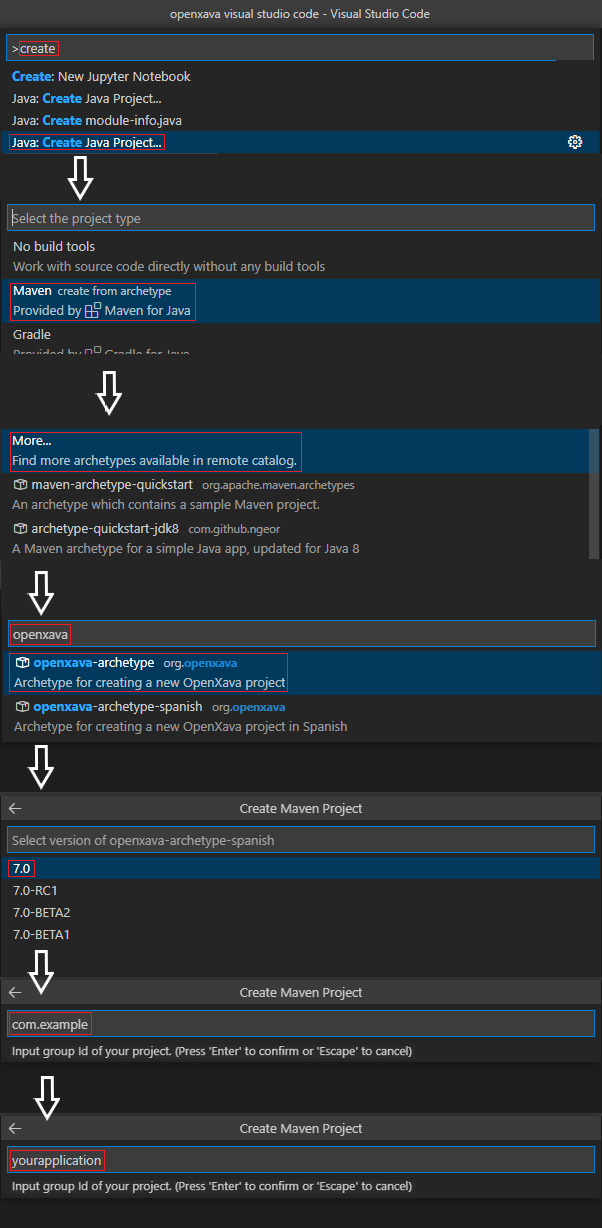 openxava visual studio code - Visual Studio Code
>create
Create: New Jupyter Notebook
Java: Create Java Project...
Java: Create module-info.java
Java: Create Java Project...
Select the project type
No build tools
Work with source code directly without any build tools
Maven create from archetype
Provided by Maven for Java
Gradle
Provided by Gradle for Java
More...
Find more archetypes available in remote catalog.
maven-archetype-quickstart org.apache.maven.archetypes
An archetype which contains a sample Maven project.
archetype-quickstart-jdk8 com.github.ngeor
A Maven archetype for a simple Java app, updated for Java 8
openxava
openxava-archetype org.openxava
Archetype for creating a new OpenXava project
openxava-archetype-spanish org.openxava
Archetype for creating a new OpenXava project in Spanish
Create Maven Project
Select version of openxava-archetype-spanish
7.0
7.0-RC1
7.0-BETA2
7.0-BETA1
Create Maven Project
com.example
Input group Id of your project. (Press 'Enter' to confirm or 'Escape' to cancel)
Create Maven Project
yourapplication
Input group Id of your project. (Press 'Enter' to confirm or 'Escape' to cancel)